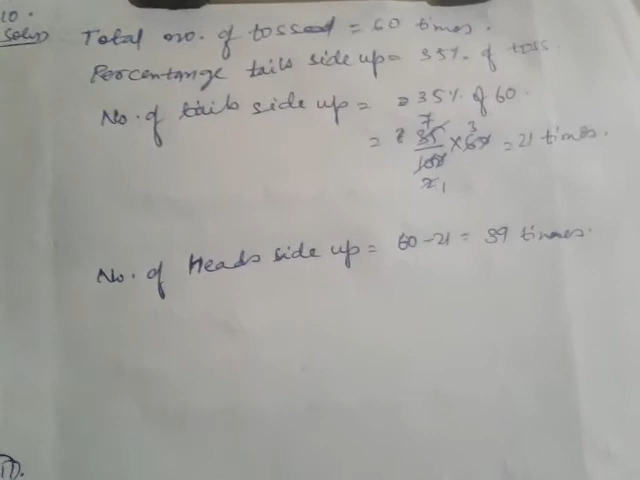 10.
Soln> Total no. of tossed = 60 times.
Percentange tails side up = 35% of toss.
No. of tails side up = 35% of 60.
= 35/100 × 60 = 21 times.
7 3
20 1
No. of Heads side up = 60 - 21 = 39 times.
17.